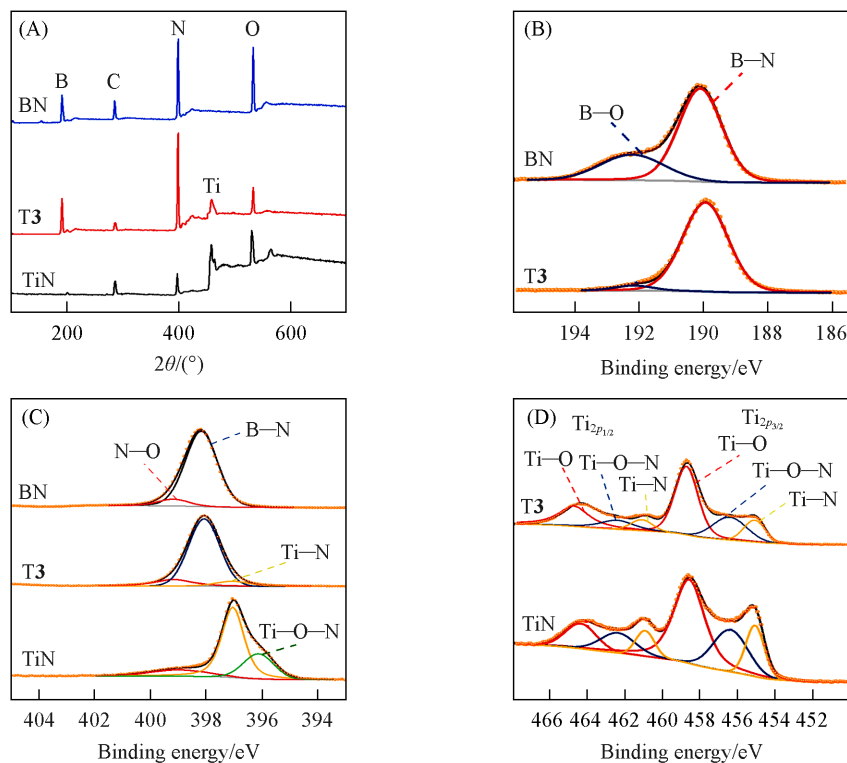 (A)
B
C
N
O
BN
Ti
T3
TiN
200
400
600
2θ/(°)
(B)
B—N
B—O
BN
T3
194
192
190
188
186
Binding energy/eV
(C)
N—O
B—N
BN
Ti—N
T3
Ti—O—N
TiN
404
402
400
398
396
394
Binding energy/eV
(D)
Ti2p1/2
Ti2p3/2
Ti—O
Ti—O
Ti—O—N
Ti—O—N
Ti—N
Ti—N
T3
TiN
466
464
462
460
458
456
454
452
Binding energy/eV